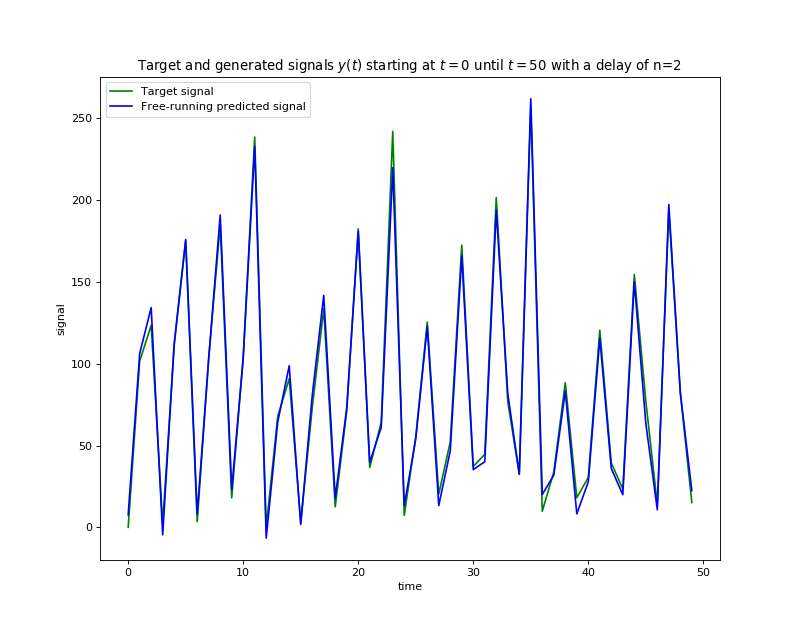 Target and generated signals y(t) starting at t = 0 until t = 50 with a delay of n=2
Target signal
Free-running predicted signal
250
200
150
100
50
0
signal
0 10 20 30 40 50
time